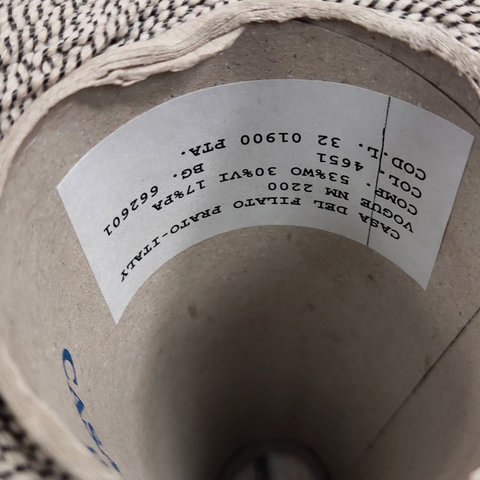 CASA DEL FILATO PRATO-ITALY
VOGUE NM 2200
COMP. 53%WO 30%VI 17%PA
COL. 4651 BG. 662601
COD.L. 32 01900 PTA.